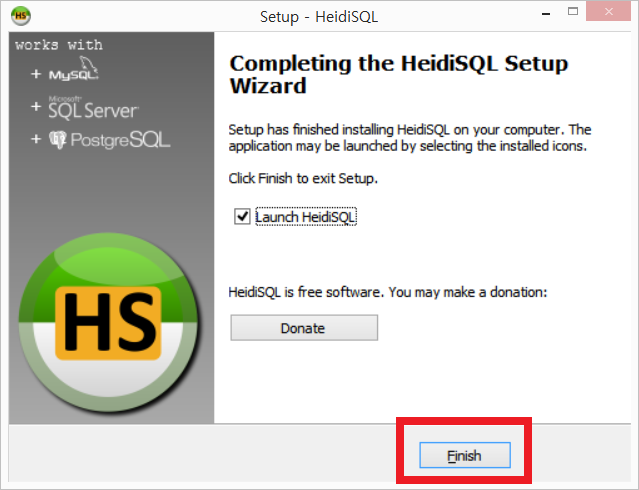 Setup - HeidiSQL
works with
+ MySQL
+ Microsoft SQL Server
+ PostgreSQL
HS
Completing the HeidiSQL Setup
Wizard
Setup has finished installing HeidiSQL on your computer. The
application may be launched by selecting the installed icons.
Click Finish to exit Setup.
Launch HeidiSQL
HeidiSQL is free software. You may make a donation:
Donate
Finish